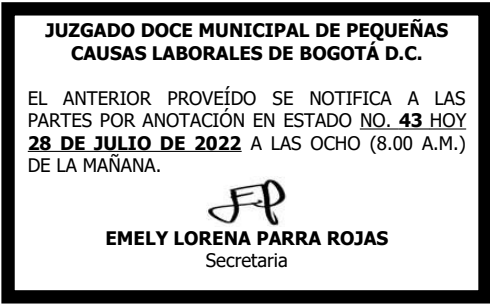 JUZGADO DOCE MUNICIPAL DE PEQUEÑAS
CAUSAS LABORALES DE BOGOTÁ D.C.
EL ANTERIOR PROVEÍDO SE NOTIFICA A LAS
PARTES POR ANOTACIÓN EN ESTADO NO. 43 HOY
28 DE JULIO DE 2022 A LAS OCHO (8.00 A.M.)
DE LA MAÑANA.
EMELY LORENA PARRA ROJAS
Secretaria